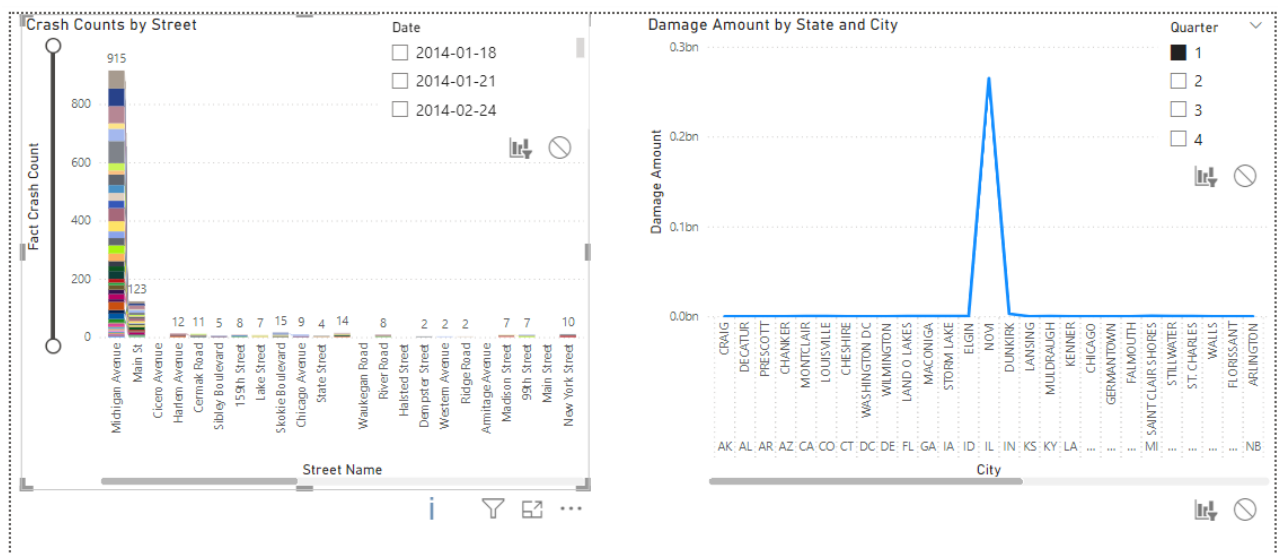 Crash Counts by Street
Date
2014-01-18
2014-01-21
2014-02-24
Fact Crash Count
800
600
400
200
0
915
123
12
11
5
8
7
15
9
4
14
8
2
2
2
7
7
10
Michigan Avenue
Main St
Cicero Avenue
Harlem Avenue
Cermak Road
Sibley Boulevard
159th Street
Lake Street
Skokie Boulevard
Chicago Avenue
State Street
Waukegan Road
River Road
Halsted Street
Dempster Street
Western Avenue
Ridge Road
Armitage Avenue
Madison Street
99th Street
Main Street
New York Street
Street Name
Damage Amount by State and City
Quarter
1
2
3
4
Damage Amount
0.3bn
0.2bn
0.1bn
0.0bn
CRAIG
DECATUR
PRESCOTT
CHANKER
MONTCLAIR
LOUISVILLE
CHESHIRE
WASHINGTON DC
WILMINGTON
LAND O LAKES
MACONIGA
STORM LAKE
ELGIN
NOM
DUNKIRK
LANSING
MULDRAUGH
KENNER
CHICAGO
GERMANTOWN
FALMOUTH
SAINT CLAIR SHORES
STILLWATER
ST. CHARLES
WALLS
FLORISSANT
ARLINGTON
AK AL AR AZ CA CO CT DC DE FL GA IA ID IL IN KS KY LA ... ... ... MI ... ... ... ... NB
City